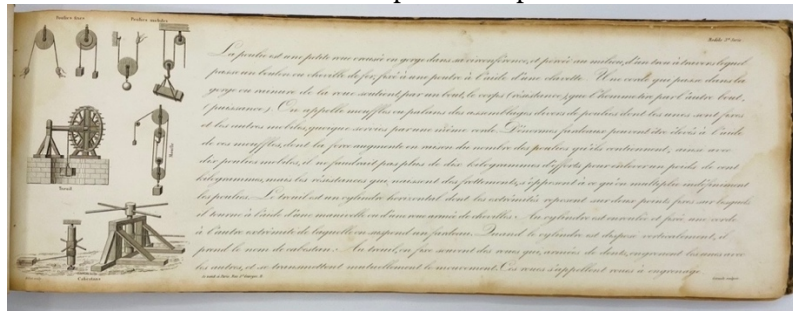 Poulies fixes
Poulies mobiles
Treuil
Moufle
Cabestan
La poulie est une petite roue creusée en gorge dans sa circonférence, et percée au milieu, d'un trou à travers lequel
passe un boulon ou cheville de fer, fixé à une poutre à l'aide d'une clavette. Une corde qui passe dans la
gorge ou rainure de la roue soutient par un bout, le corps (résistance), que l'homme tire par l'autre bout,
(puissance). On appelle mouffles ou palans des assemblages divers de poulies dont les unes sont fixes
et les autres mobiles, quoique servies par une même corde. D'énormes fardeaux peuvent être élevés à l'aide
de ces mouffles, dont la force augmente en raison du nombre des poulies qu'ils contiennent, ainsi avec
dix poulies mobiles, il ne faudrait pas plus de dix kilogrammes d'efforts pour enlever un poids de cent
kilogrammes, mais les résistances qui naissent des frottements, s'opposent à ce qu'on multiplie indéfiniment
les poulies. Le treuil est un cylindre horizontal dont les extrémités reposent sur deux points fixes sur lesquels
il tourne à l'aide d'une manivelle ou d'une roue armée de chevilles. Au cylindre est enroulée et fixée une corde
à l'autre extrémité de laquelle on suspend un fardeau. Quand le cylindre est disposé verticalement, il
prend le nom de cabestan. Au treuil, on fixe souvent des roues qui, armées de dents, engrènent les unes avec
les autres, et se transmettent mutuellement le mouvement. Ces roues s'appellent roues à engrenage